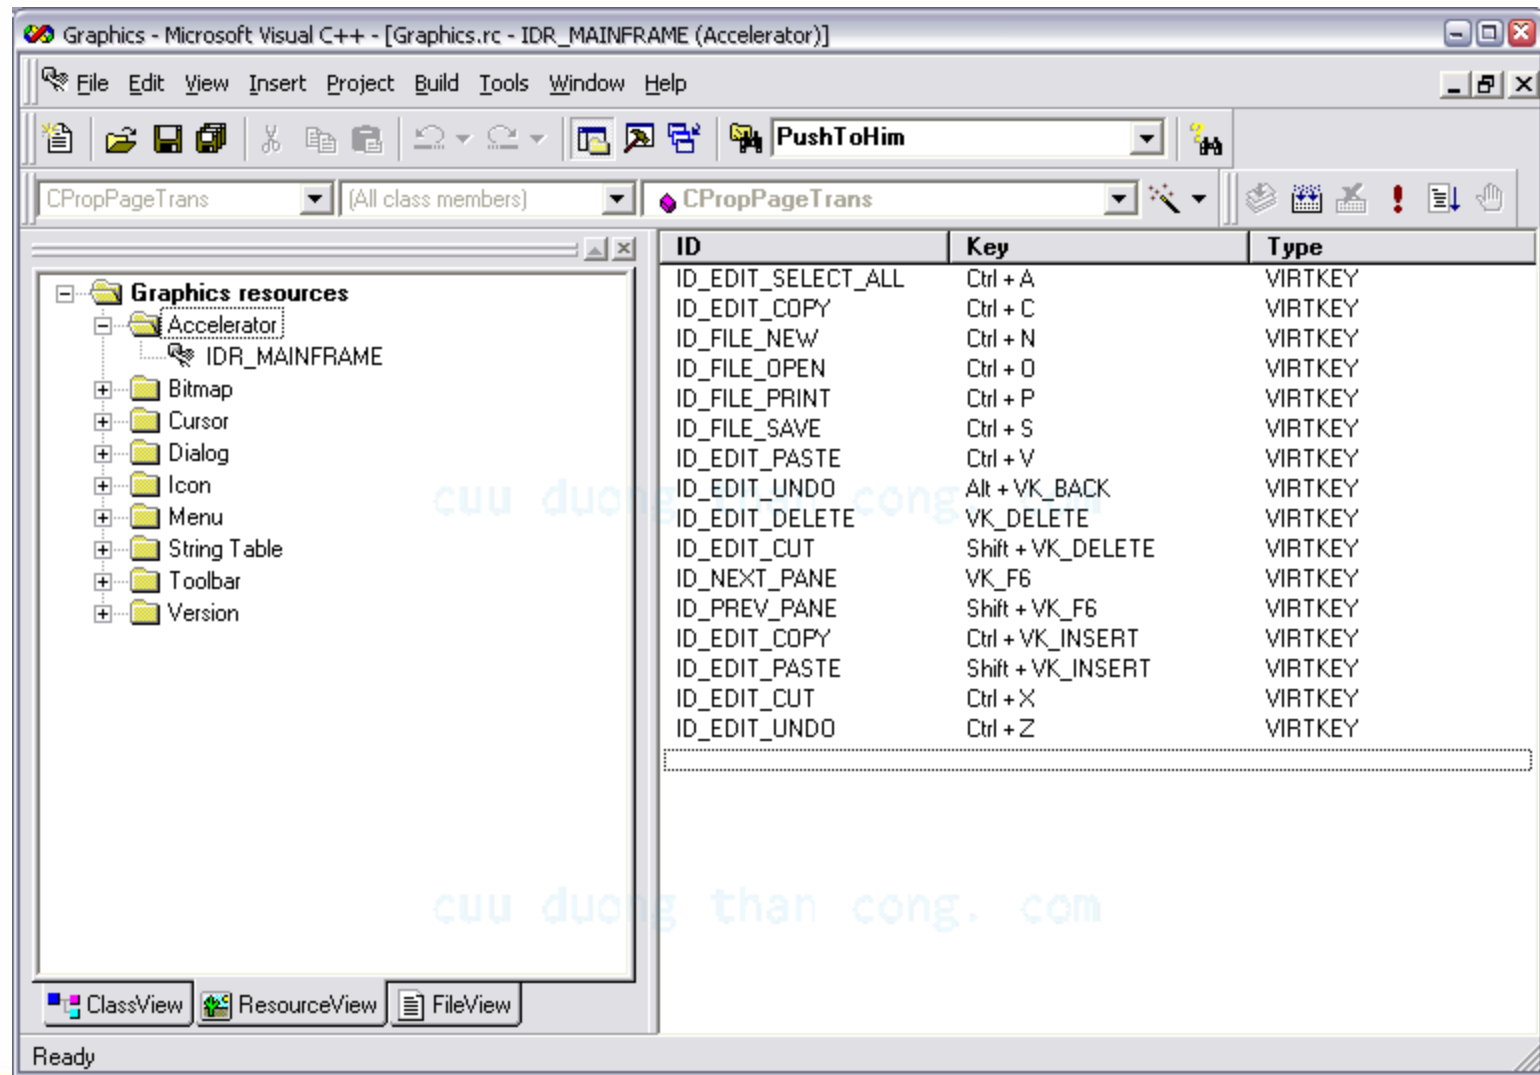 Graphics - Microsoft Visual C++ - [Graphics.rc - IDR_MAINFRAME (Accelerator)]
File Edit View Insert Project Build Tools Window Help
PushToHim
CPropPageTrans (All class members) CPropPageTrans
ID Key Type
Graphics resources
Accelerator
IDR_MAINFRAME
Bitmap
Cursor
Dialog
Icon
Menu
String Table
Toolbar
Version
ID_EDIT_SELECT_ALL Ctrl + A VIRTKEY
ID_EDIT_COPY Ctrl + C VIRTKEY
ID_FILE_NEW Ctrl + N VIRTKEY
ID_FILE_OPEN Ctrl + O VIRTKEY
ID_FILE_PRINT Ctrl + P VIRTKEY
ID_FILE_SAVE Ctrl + S VIRTKEY
ID_EDIT_PASTE Ctrl + V VIRTKEY
ID_EDIT_UNDO Alt + VK_BACK VIRTKEY
ID_EDIT_DELETE VK_DELETE VIRTKEY
ID_EDIT_CUT Shift + VK_DELETE VIRTKEY
ID_NEXT_PANE VK_F6 VIRTKEY
ID_PREV_PANE Shift + VK_F6 VIRTKEY
ID_EDIT_COPY Ctrl + VK_INSERT VIRTKEY
ID_EDIT_PASTE Shift + VK_INSERT VIRTKEY
ID_EDIT_CUT Ctrl + X VIRTKEY
ID_EDIT_UNDO Ctrl + Z VIRTKEY
cuu duong than cong. com
cuu duong than cong. com
ClassView ResourceView FileView
Ready